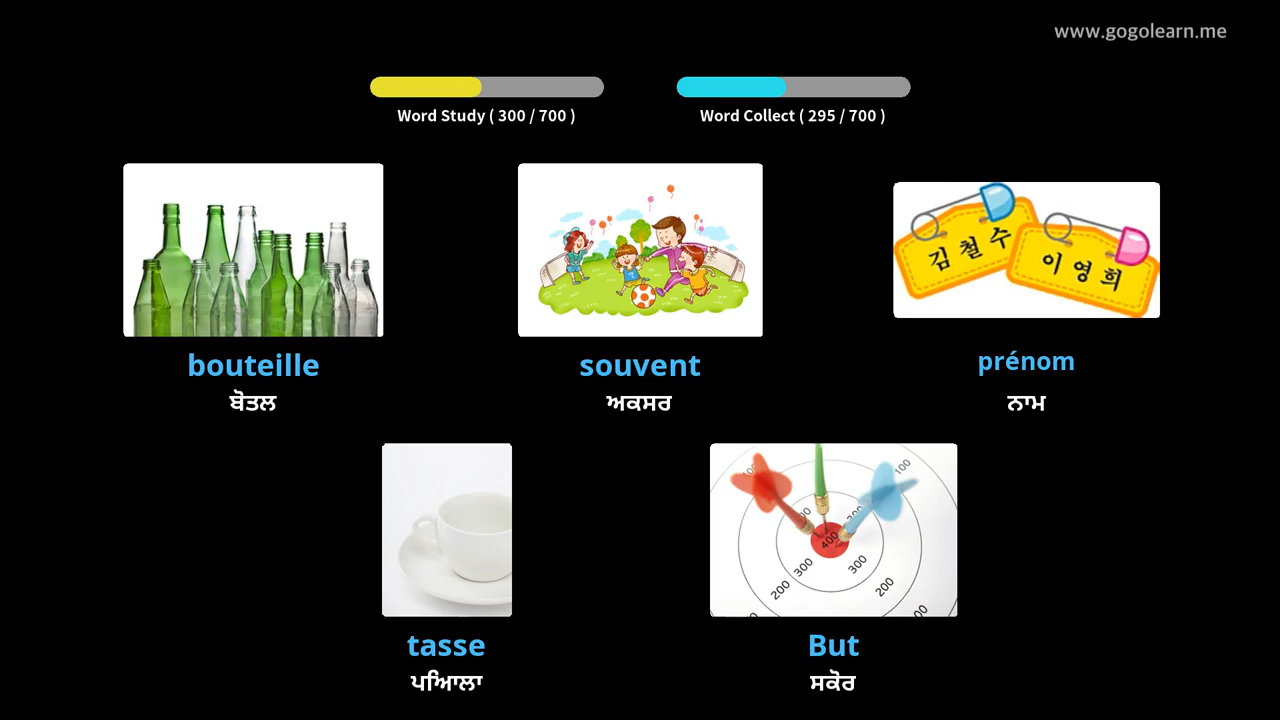 www.gogolearn.me
Word Study ( 300 / 700 )
Word Collect ( 295 / 700 )
김철수
이영희
bouteille
ਬੋਤਲ
souvent
ਅਕਸਰ
prénom
ਨਾਮ
100
400
300
300
200
200
tasse
ਪਿਆਲਾ
But
ਸਕੋਰ